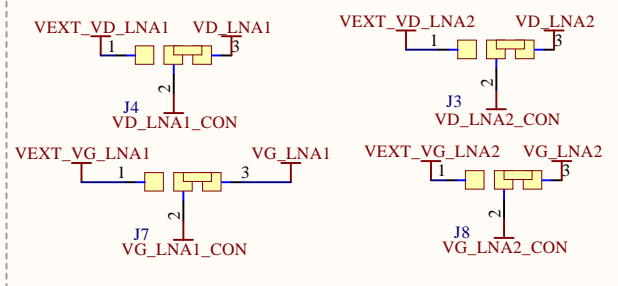 VEXT_VD_LNA1 VD_LNA1
1 3
2
J4
VD_LNA1_CON
VEXT_VD_LNA2 VD_LNA2
1 3
2
J3
VD_LNA2_CON
VEXT_VG_LNA1 VG_LNA1
1 3
2
J7
VG_LNA1_CON
VEXT_VG_LNA2 VG_LNA2
1 3
2
J8
VG_LNA2_CON